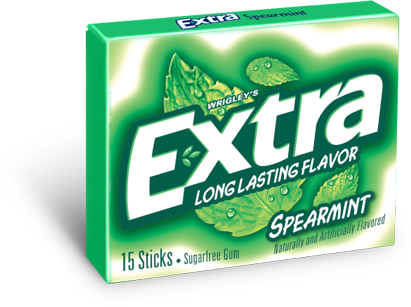 Extra Spearmint
WRIGLEY'S
Extra
LONG LASTING FLAVOR
SPEARMINT
Naturally and Artificially Flavored
15 Sticks • Sugarfree Gum